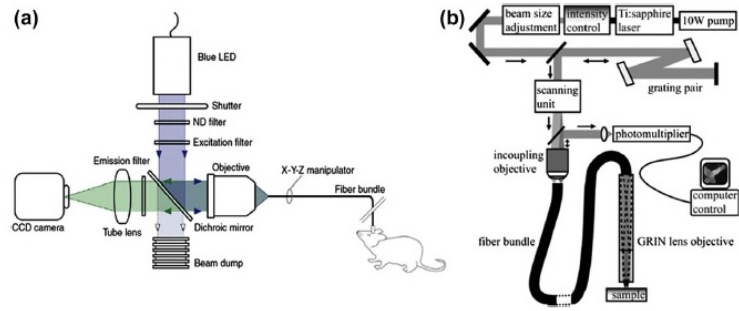 (a)
Blue LED
Shutter
ND filter
Excitation filter
Emission filter
Objective
X-Y-Z manipulator
Fiber bundle
CCD camera
Tube lens
Dichroic mirror
Beam dump
(b)
beam size
adjustment
intensity
control
Ti:sapphire
laser
10W pump
grating pair
scanning
unit
photomultiplier
incoupling
objective
computer
control
fiber bundle
GRIN lens objective
sample